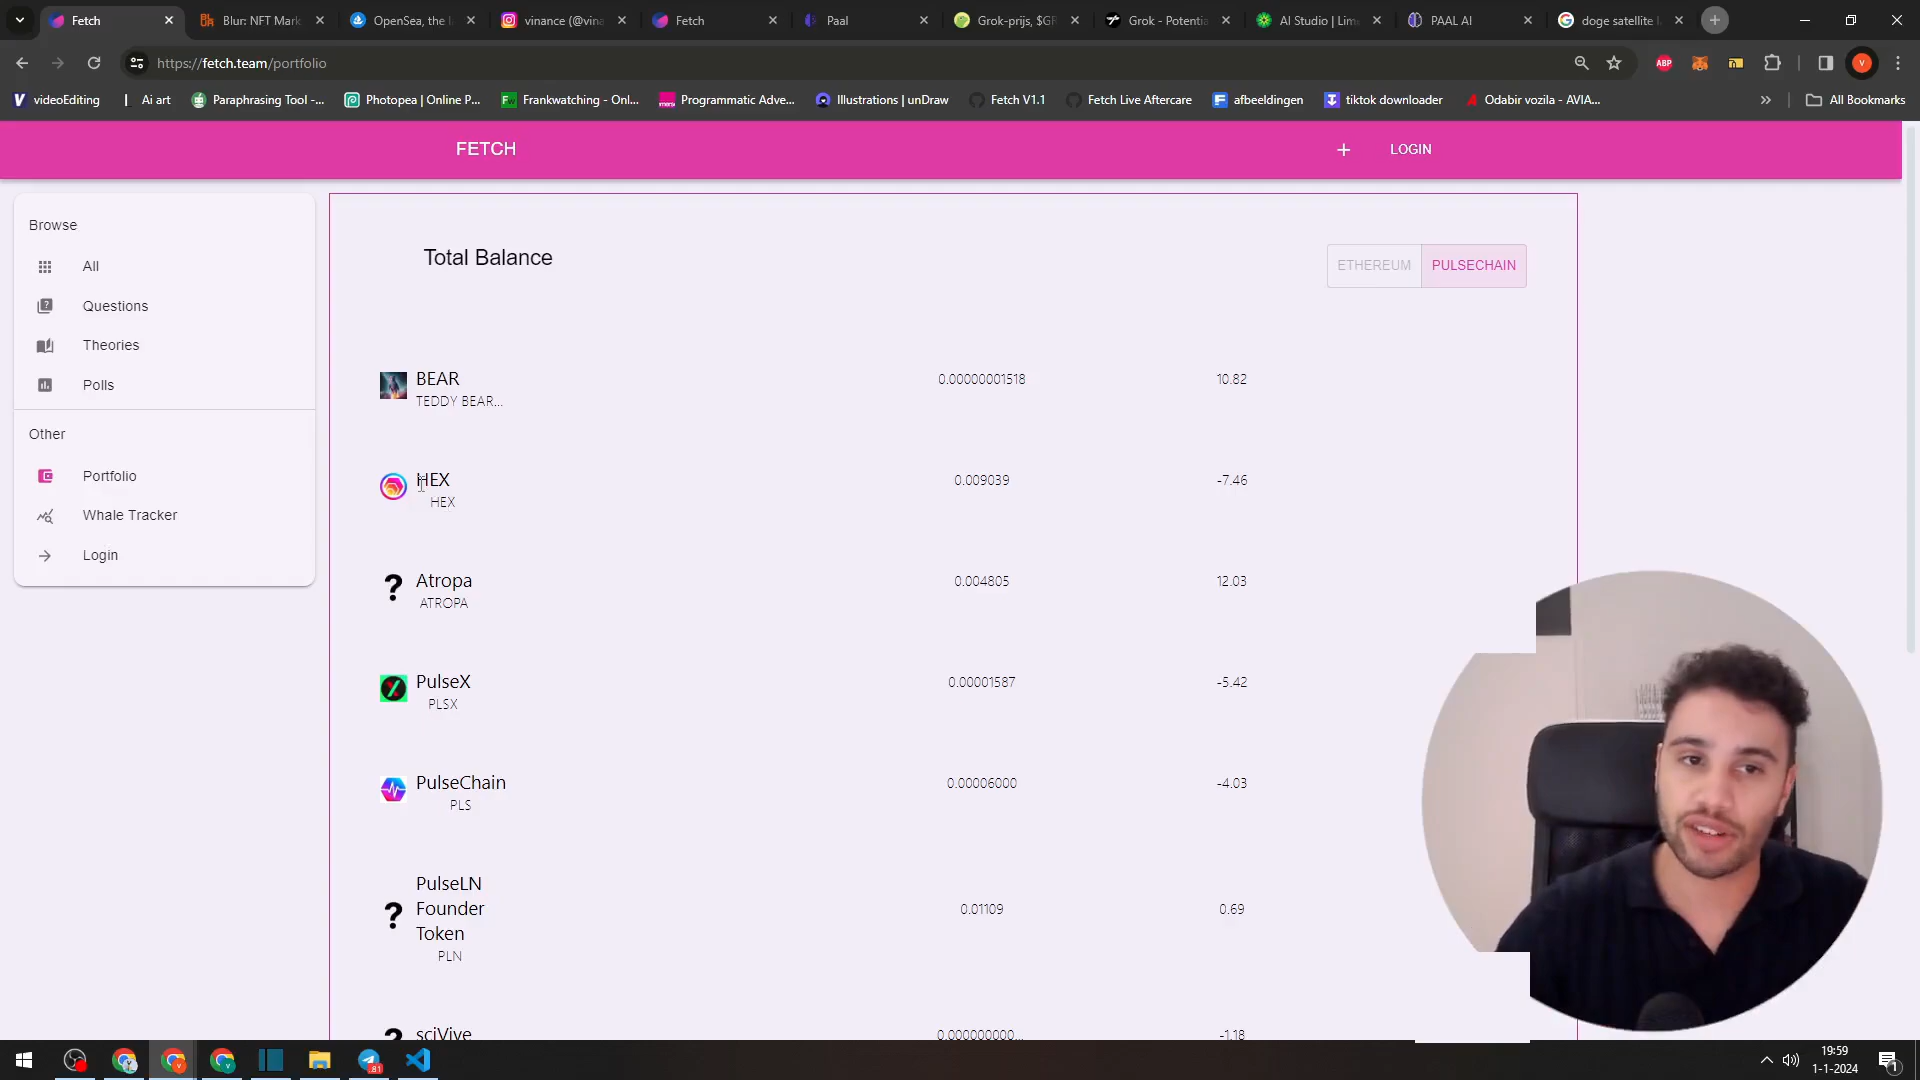 Fetch
Blur: NFT Mark
OpenSea, the l
vinance (@vina
Fetch
Paal
Grok-prijs, $GR
Grok - Potentia
AI Studio | Lim
PAAL AI
doge satellite l
https://fetch.team/portfolio
ABP
V
videoEditing
Ai art
Paraphrasing Tool -...
Photopea | Online P...
Frankwatching - Onl...
Programmatic Adve...
Illustrations | unDraw
Fetch V1.1
Fetch Live Aftercare
afbeeldingen
tiktok downloader
Odabir vozila - AVIA...
All Bookmarks
FETCH
LOGIN
Browse
All
Questions
Theories
Polls
Other
Portfolio
Whale Tracker
Login
Total Balance
ETHEREUM
PULSECHAIN
BEAR
TEDDY BEAR...
0.00000001518
10.82
HEX
HEX
0.009039
-7.46
Atropa
ATROPA
0.004805
12.03
PulseX
PLSX
0.00001587
-5.42
PulseChain
PLS
0.00006000
-4.03
PulseLN
Founder
Token
PLN
0.01109
0.69
sciVive
0.000000000...
-1.18
81
19:59
1-1-2024
1